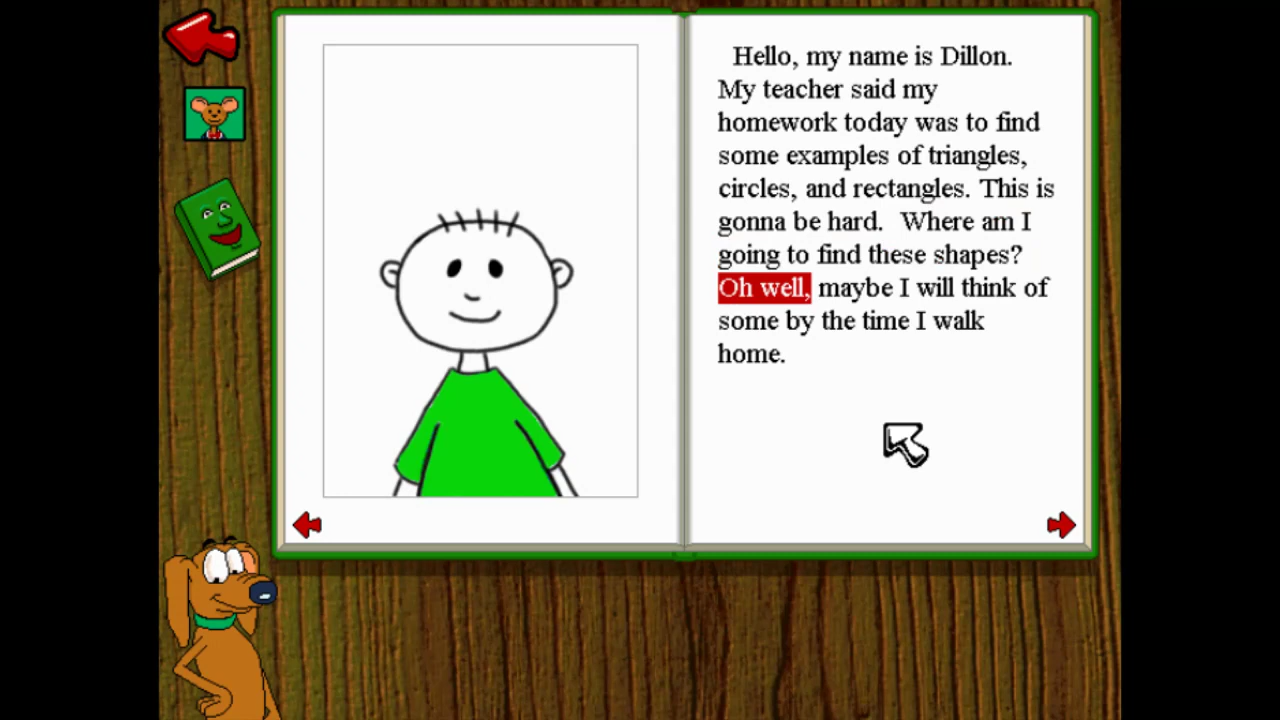 Hello, my name is Dillon.
My teacher said my
homework today was to find
some examples of triangles,
circles, and rectangles. This is
gonna be hard.  Where am I
going to find these shapes?
Oh well, maybe I will think of
some by the time I walk
home.